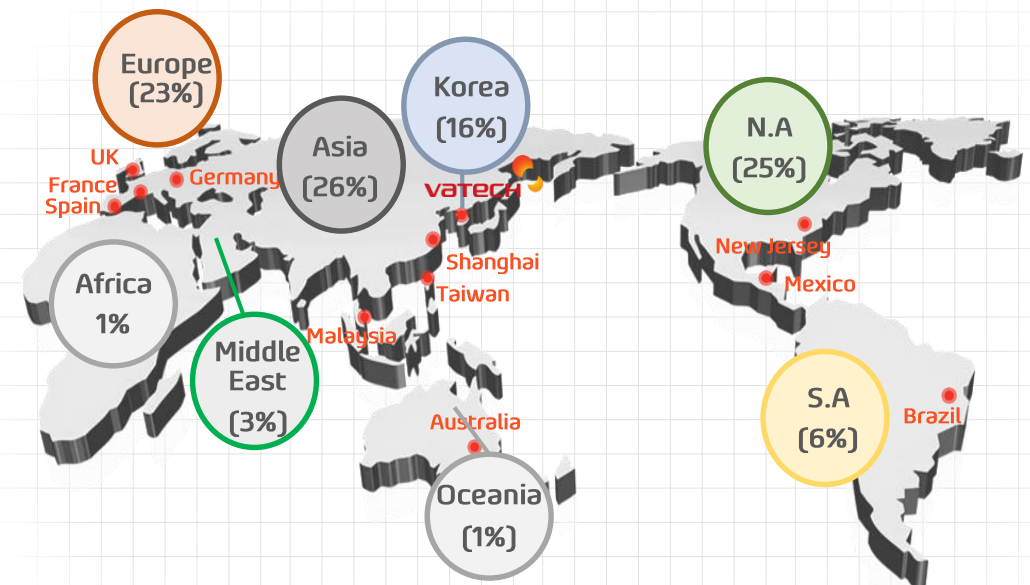 Europe
(23%)
Korea
(16%)
N.A
(25%)
Asia
(26%)
UK
France
Germany
Spain
vatech
New Jersey
Shanghai
Mexico
Africa
1%
Taiwan
Malaysia
Middle
East
(3%)
S.A
(6%)
Brazil
Australia
Oceania
(1%)